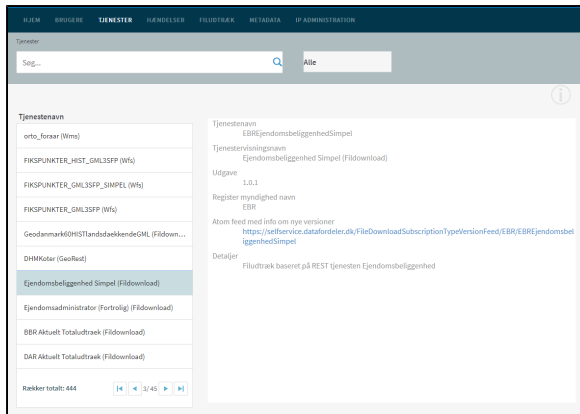 HJEM BRUGERE TJENESTER HÆNDELSER FILUDTRÆK METADATA IP ADMINISTRATION
Tjenester
Søg... Alle
Tjenestenavn
orto_foraar (Wms)
FIKSPUNKTER_HIST_GML3SFP (Wfs)
FIKSPUNKTER_GML3SFP_SIMPEL (Wfs)
FIKSPUNKTER_GML3SFP (Wfs)
Geodanmark60HISTlandsdaekkendeGML (Fildown...
DHMKoter (GeoRest)
Ejendomsbeliggenhed Simpel (Fildownload)
Ejendomsadministrator (Fortrolig) (Fildownload)
BBR Aktuelt Totaludtraek (Fildownload)
DAR Aktuelt Totaludtraek (Fildownload)
Rækker totalt: 444 3/ 45
Tjenestenavn
EBREjendomsbeliggenhedSimpel
Tjenestervisningsnavn
Ejendomsbeliggenhed Simpel (Fildownload)
Udgave
1.0.1
Register myndighed navn
EBR
Atom feed med info om nye versioner
https://selfservice.datafordeler.dk/FileDownloadSubscriptionTypeVersionFeed/EBR/EBREjendomsbel
iggenhedSimpel
Detaljer
Filudtræk baseret på REST tjenesten Ejendomsbeliggenhed